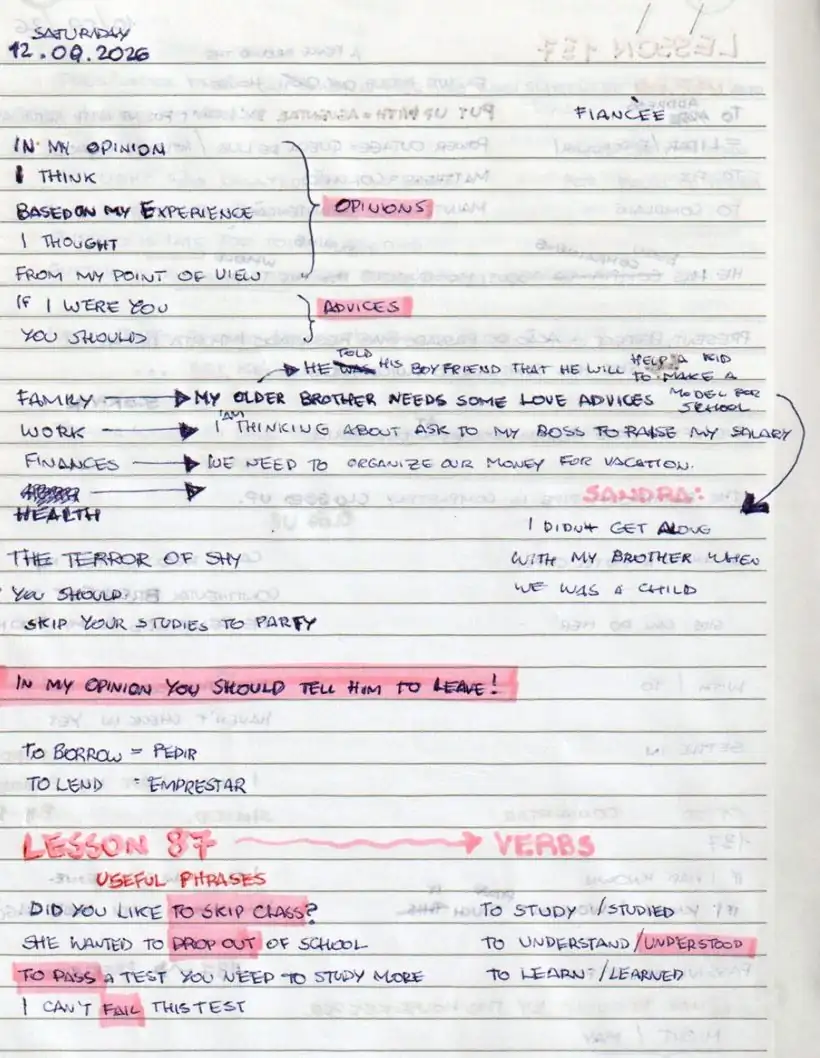 SATURDAY
12.09.2026
FIANCÈE
IN MY OPINION
I THINK
BASED ON MY EXPERIENCE
OPINIONS
I THOUGHT
FROM MY POINT OF VIEW
IF I WERE YOU
ADVICES
YOU SHOULD
HE TOLD HIS BOYFRIEND THAT HE WILL HELP A KID
TO MAKE A
MODEL FOR
SCHOOL
FAMILY → MY OLDER BROTHER NEEDS SOME LOVE ADVICES
WORK → I AM THINKING ABOUT ASK TO MY BOSS TO RAISE MY SALARY
FINANCES → WE NEED TO ORGANIZE OUR MONEY FOR VACATION.
→
HEALTH
SANDRA:
I DIDN'T GET ALONG
WITH MY BROTHER WHEN
WE WAS A CHILD
THE TERROR OF SHY
YOU SHOULD
SKIP YOUR STUDIES TO PARTY
IN MY OPINION YOU SHOULD TELL HIM TO LEAVE!
TO BORROW = PEDIR
TO LEND = EMPRESTAR
LESSON 87 → VERBS
USEFUL PHRASES
DID YOU LIKE TO SKIP CLASS?
SHE WANTED TO DROP OUT OF SCHOOL
TO PASS A TEST YOU NEED TO STUDY MORE
I CAN'T FAIL THIS TEST
TO STUDY / STUDIED
TO UNDERSTAND / UNDERSTOOD
TO LEARN / LEARNED